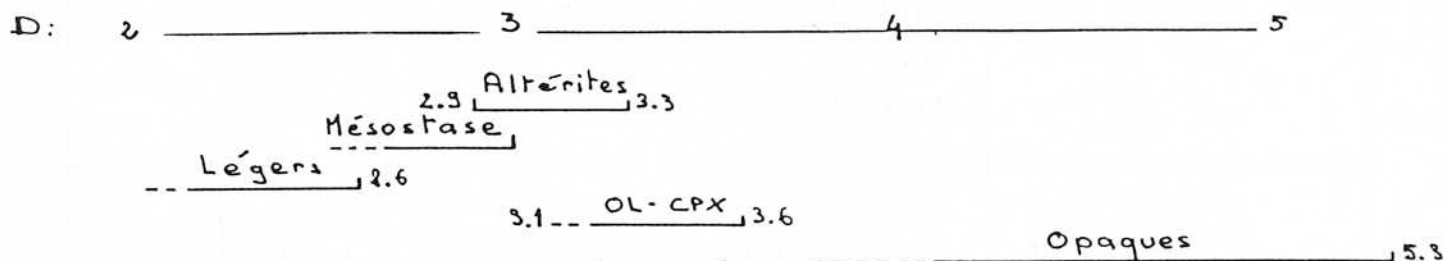 D: 2 3 4 5
Altérites
2.9 3.3
Mésostase
Légers 2.6
3.1 OL-CPX 3.6
Opaques 5.3